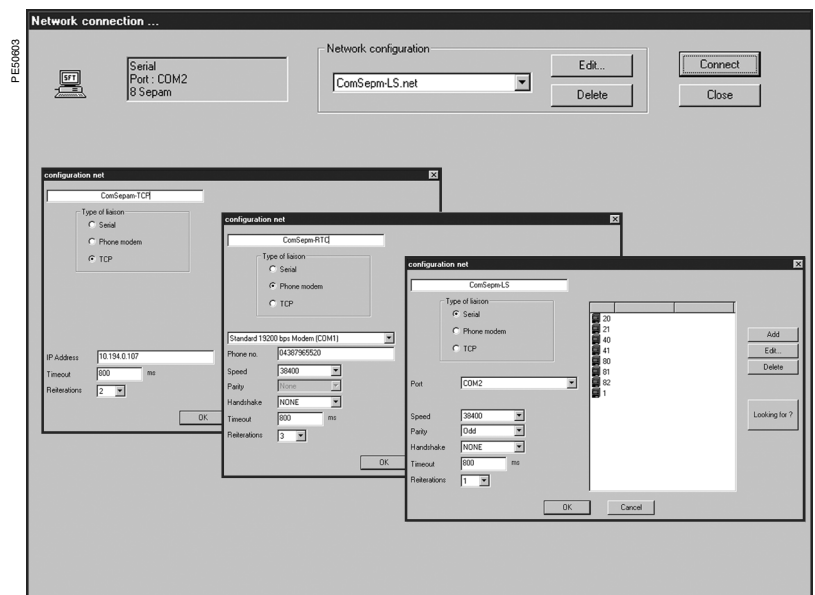 PE50603
Network connection ...
SFT
Serial
Port : COM2
8 Sepam
Network configuration
ComSepm-LS.net
Edit...
Delete
Connect
Close
configuration net
ComSepam-TCP
Type of liaison
Serial
Phone modem
TCP
IP Address
10.194.0.107
Timeout
800
ms
Reiterations
2
OK
configuration net
ComSepm-RTC
Type of liaison
Serial
Phone modem
TCP
Standard 19200 bps Modem (COM1)
Phone no.
04387965520
Speed
38400
Parity
None
Handshake
NONE
Timeout
800
ms
Reiterations
3
OK
configuration net
ComSepm-LS
Type of liaison
Serial
Phone modem
TCP
Port
COM2
Speed
38400
Parity
Odd
Handshake
NONE
Timeout
800
ms
Reiterations
1
20
21
40
41
80
81
82
1
Add
Edit...
Delete
Looking for ?
OK
Cancel